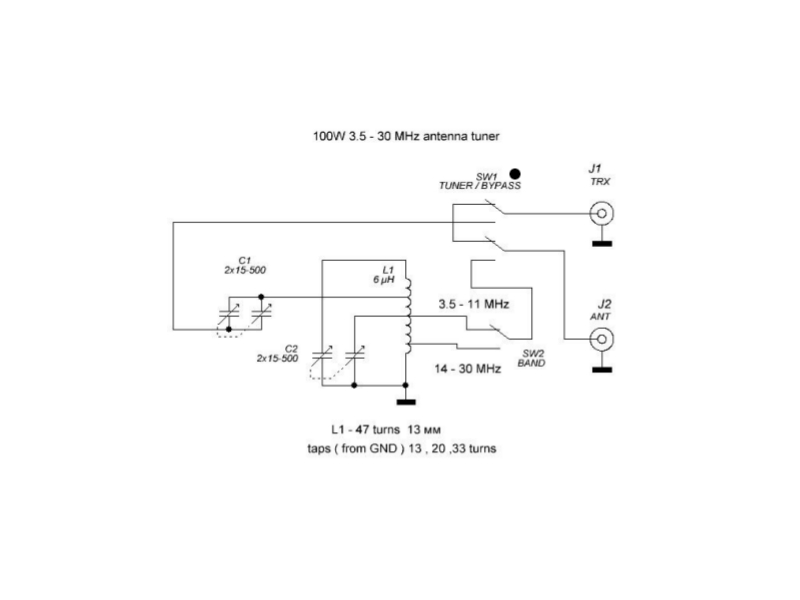 100W 3.5 - 30 MHz antenna tuner
J1
TRX
SW1
TUNER / BYPASS
C1
2x15-500
L1
6 µH
3.5 - 11 MHz
J2
ANT
C2
2x15-500
SW2
BAND
14 - 30 MHz
L1 - 47 turns 13 мм
taps ( from GND ) 13 , 20 ,33 turns